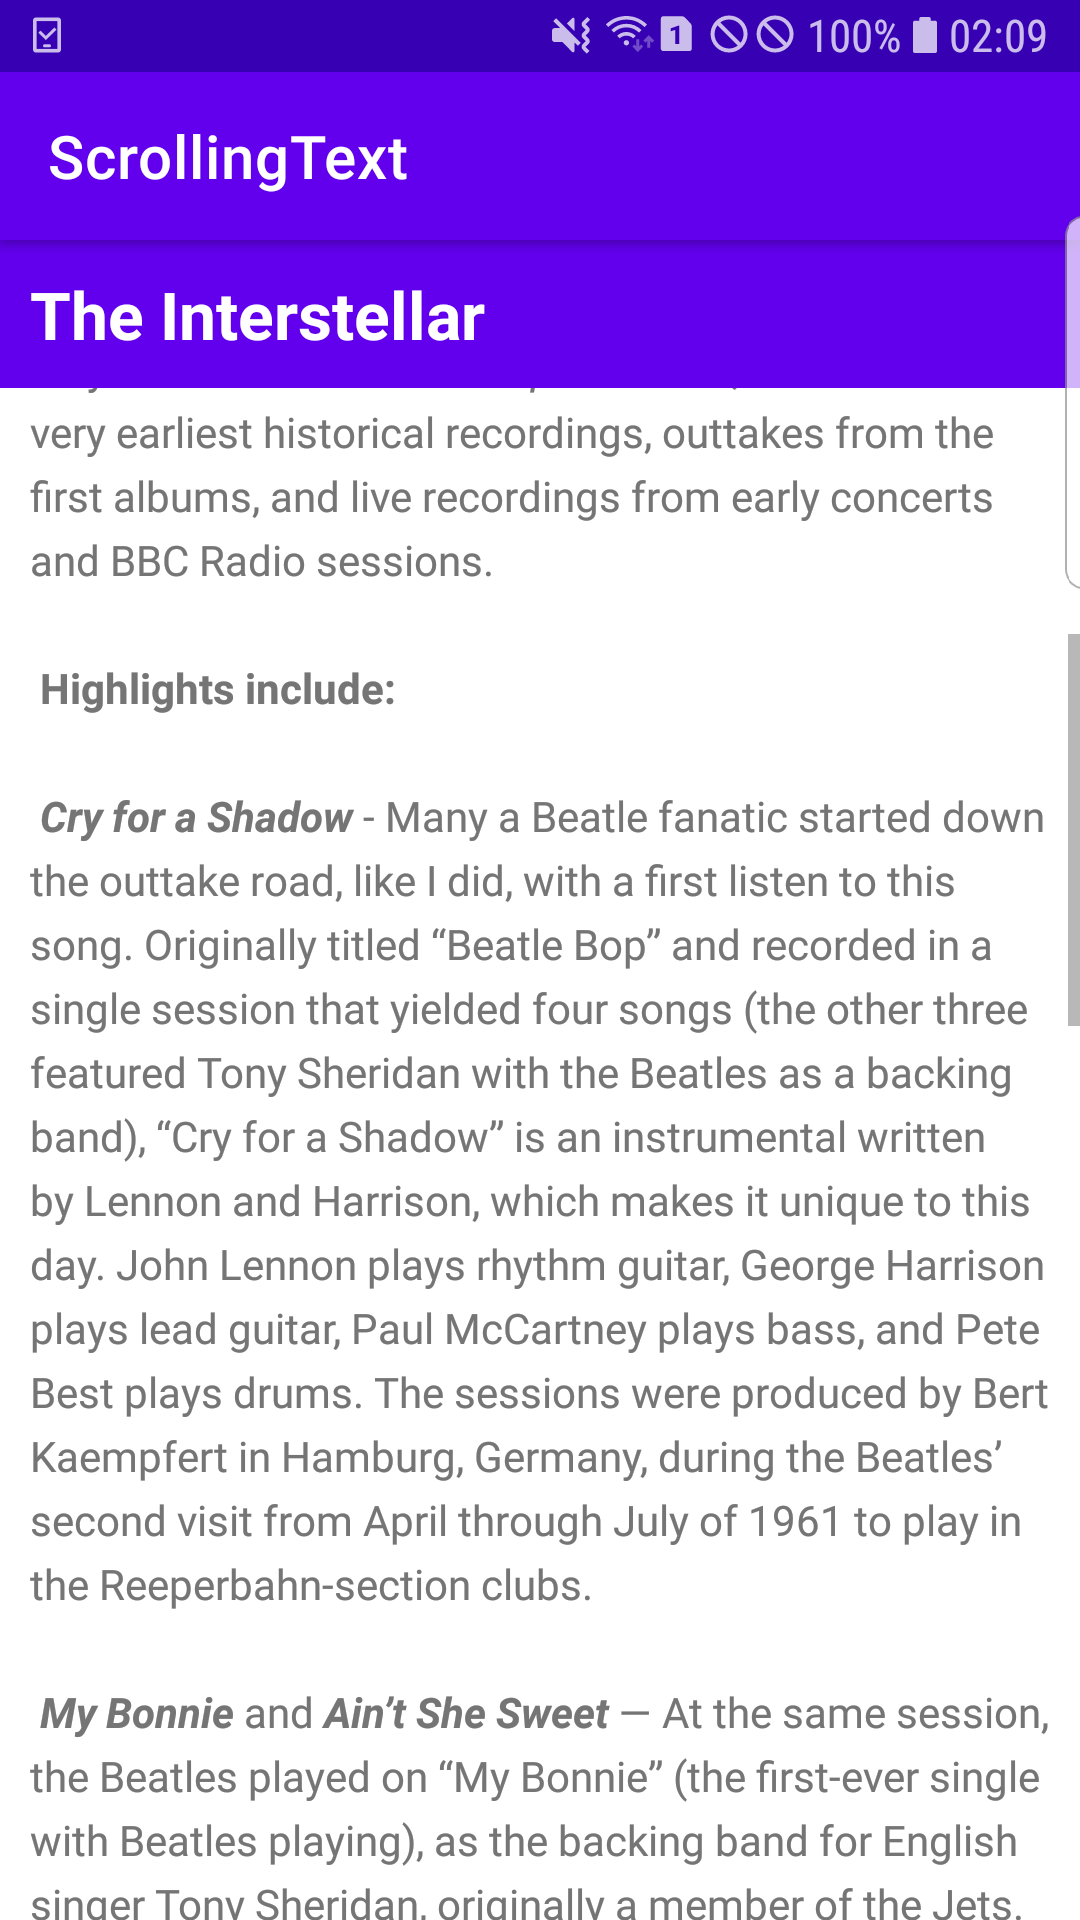 100% 02:09
ScrollingText
The Interstellar
very earliest historical recordings, outtakes from the
first albums, and live recordings from early concerts
and BBC Radio sessions.
Highlights include:
Cry for a Shadow - Many a Beatle fanatic started down
the outtake road, like I did, with a first listen to this
song. Originally titled “Beatle Bop” and recorded in a
single session that yielded four songs (the other three
featured Tony Sheridan with the Beatles as a backing
band), “Cry for a Shadow” is an instrumental written
by Lennon and Harrison, which makes it unique to this
day. John Lennon plays rhythm guitar, George Harrison
plays lead guitar, Paul McCartney plays bass, and Pete
Best plays drums. The sessions were produced by Bert
Kaempfert in Hamburg, Germany, during the Beatles’
second visit from April through July of 1961 to play in
the Reeperbahn-section clubs.
My Bonnie and Ain’t She Sweet — At the same session,
the Beatles played on “My Bonnie” (the first-ever single
with Beatles playing), as the backing band for English
singer Tony Sheridan, originally a member of the Jets.